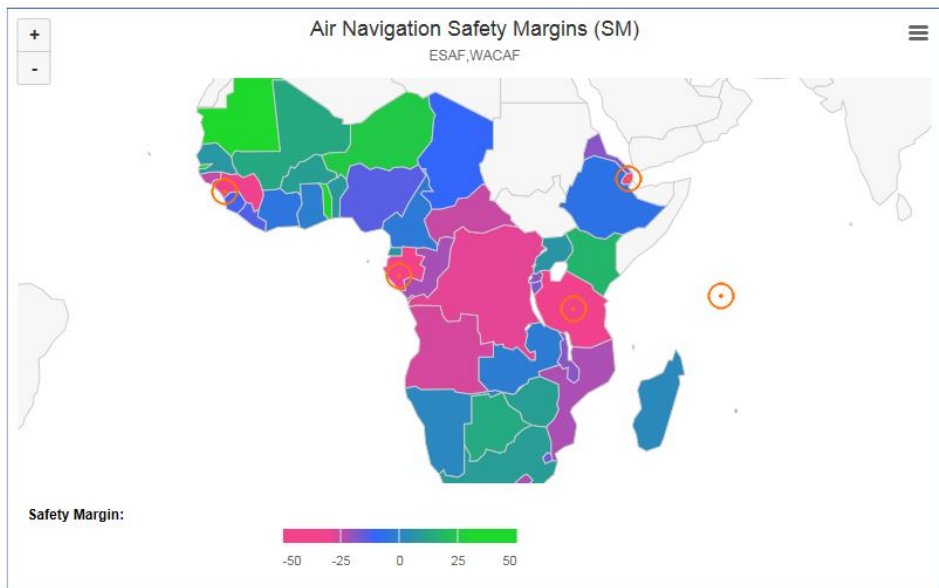 +
-
Air Navigation Safety Margins (SM)
ESAF,WACAF
Safety Margin:
-50 -25 0 25 50